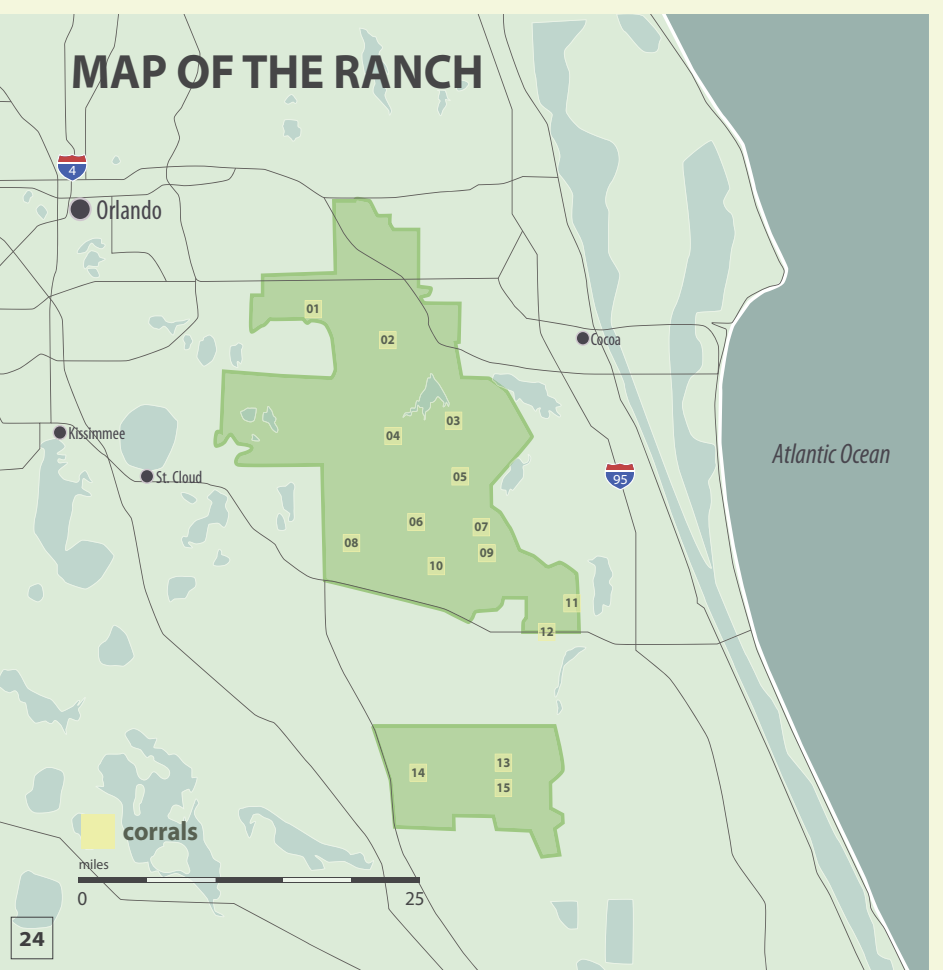 MAP OF THE RANCH
4
Orlando
01
02
Cocoa
03
Kissimmee
04
Atlantic Ocean
St. Cloud
05
95
06
07
08
09
10
11
12
13
14
15
corrals
miles
0 25
24